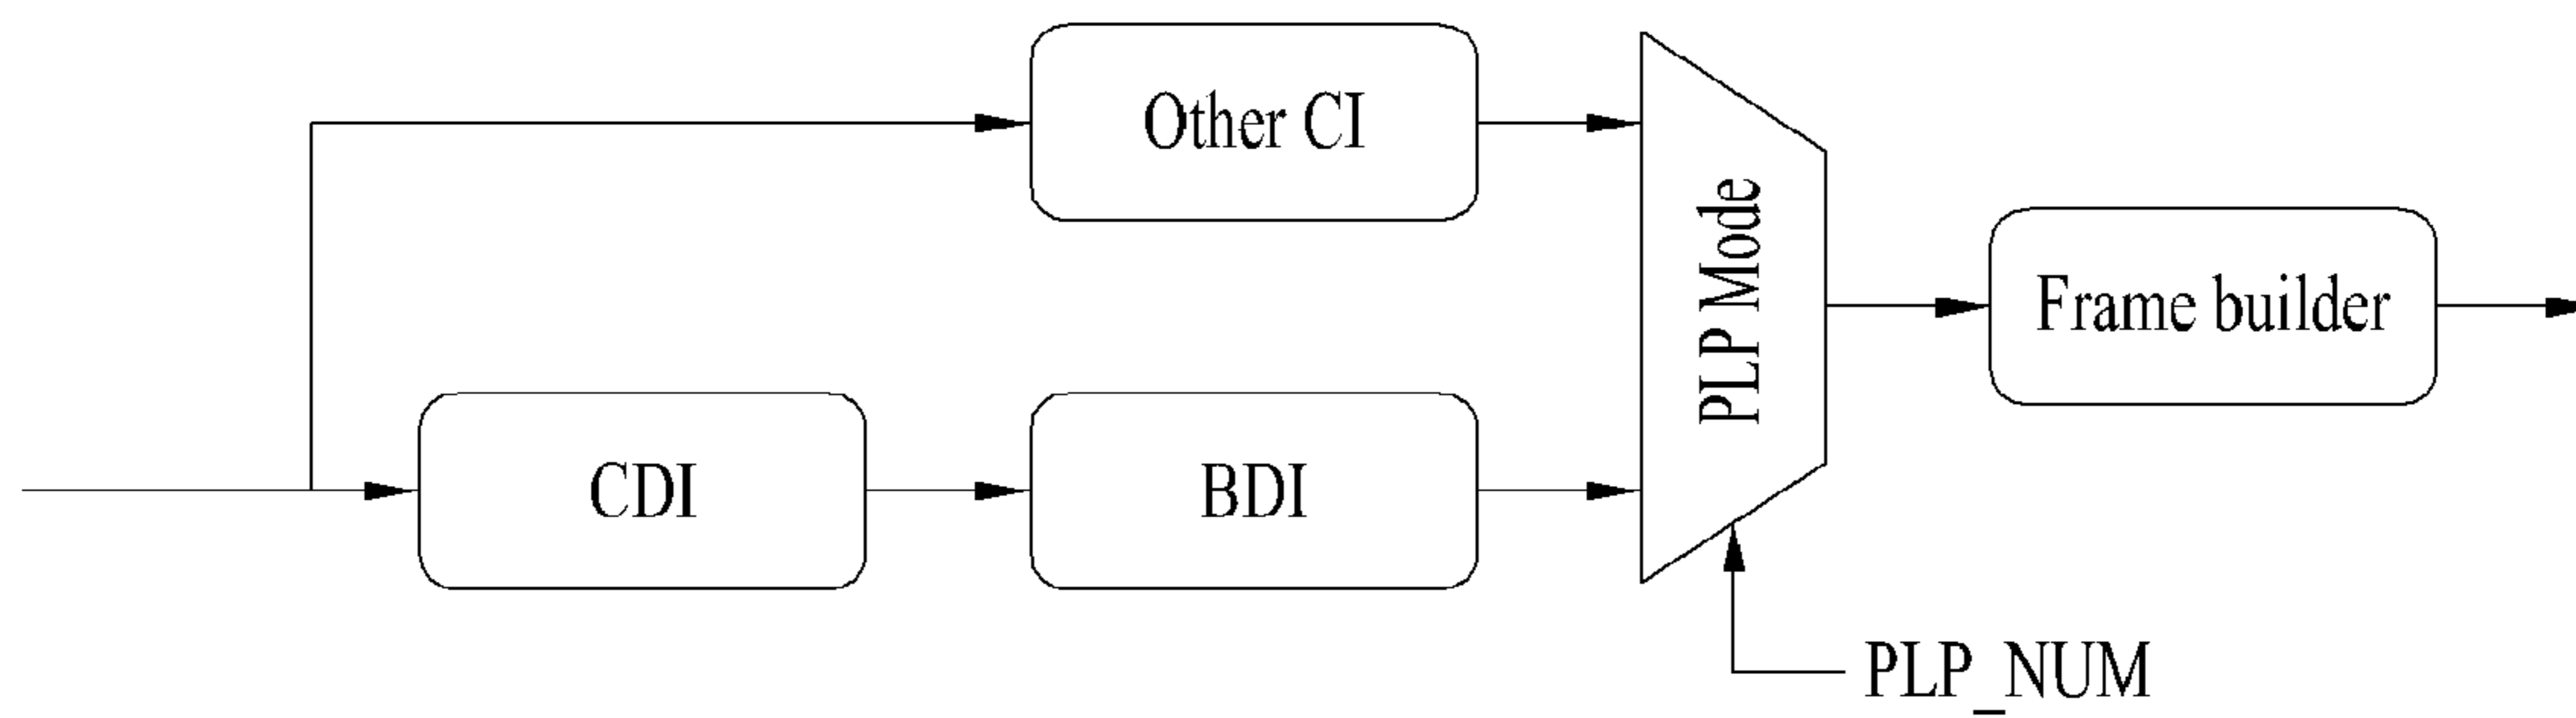 Other CI
PLP Mode
Frame builder
CDI
BDI
PLP_NUM